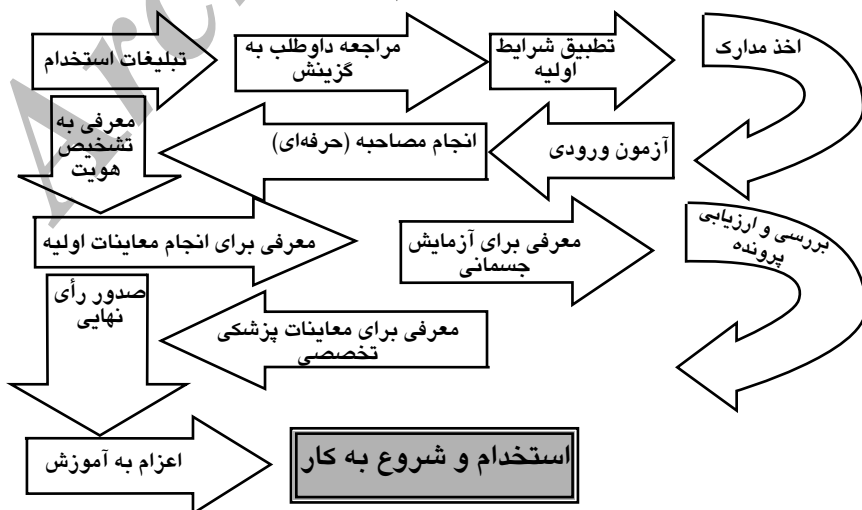 تبلیغات استخدام
مراجعه داوطلب به
گزینش
تطبیق شرایط
اولیه
اخذ مدارک
آزمون ورودی
انجام مصاحبه (حرفه‌ای)
معرفی به
تشخیص
هویت
معرفی برای انجام معاینات اولیه
معرفی برای آزمایش
جسمانی
بررسی و ارزیابی
پرونده
معرفی برای معاینات پزشکی
تخصصی
صدور رأی
نهایی
اعزام به آموزش
استخدام و شروع به کار